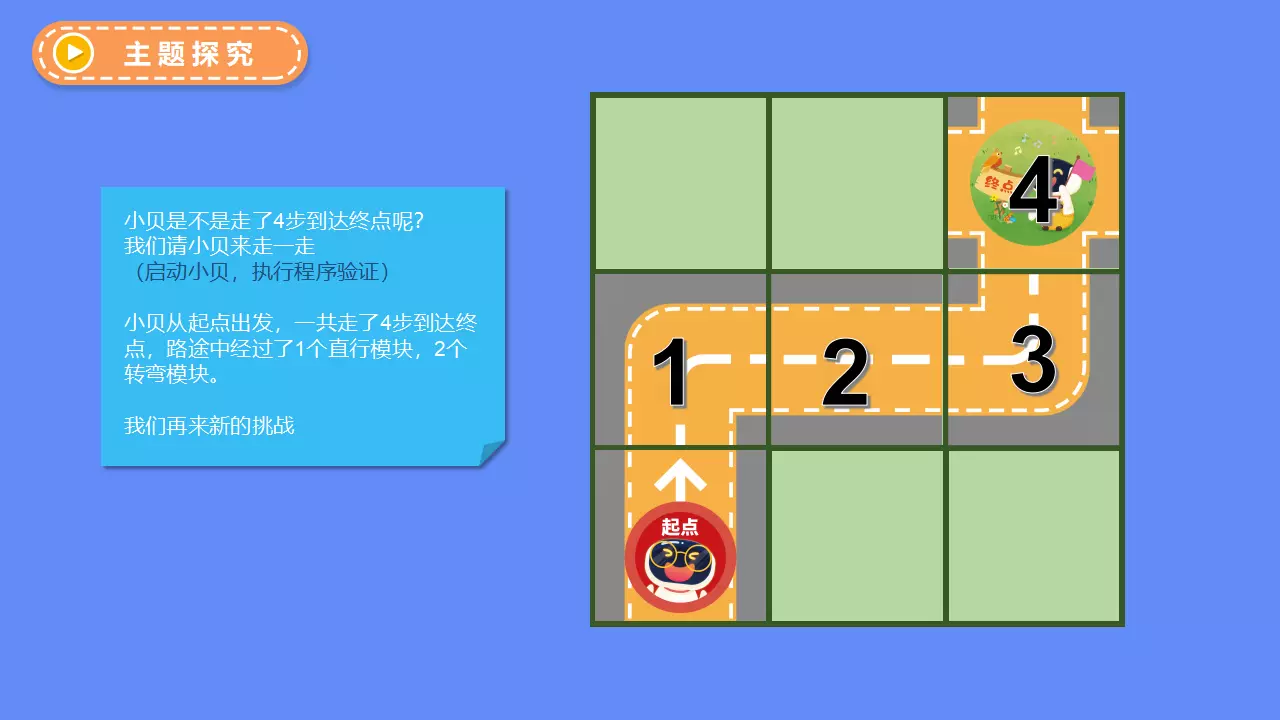 主题探究
小贝是不是走了4步到达终点呢？
我们请小贝来走一走
（启动小贝，执行程序验证）
小贝从起点出发，一共走了4步到达终
点，路途中经过了1个直行模块，2个
转弯模块。
我们再来新的挑战
终点
4
1
2
3
起点